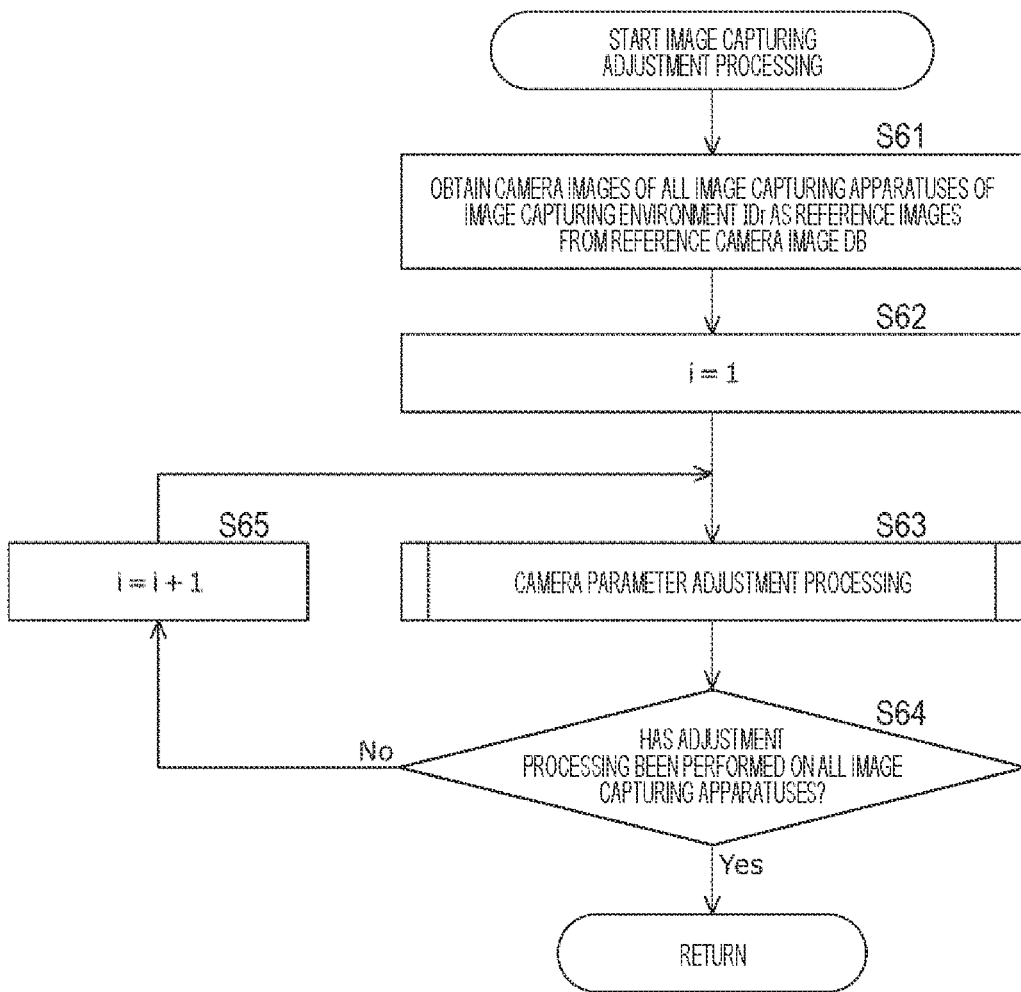 START IMAGE CAPTURING
ADJUSTMENT PROCESSING
S61
OBTAIN CAMERA IMAGES OF ALL IMAGE CAPTURING APPARATUSES OF
IMAGE CAPTURING ENVIRONMENT IDr AS REFERENCE IMAGES
FROM REFERENCE CAMERA IMAGE DB
S62
i = 1
S65
i = i + 1
S63
CAMERA PARAMETER ADJUSTMENT PROCESSING
S64
HAS ADJUSTMENT
PROCESSING BEEN PERFORMED ON ALL IMAGE
CAPTURING APPARATUSES?
No
Yes
RETURN